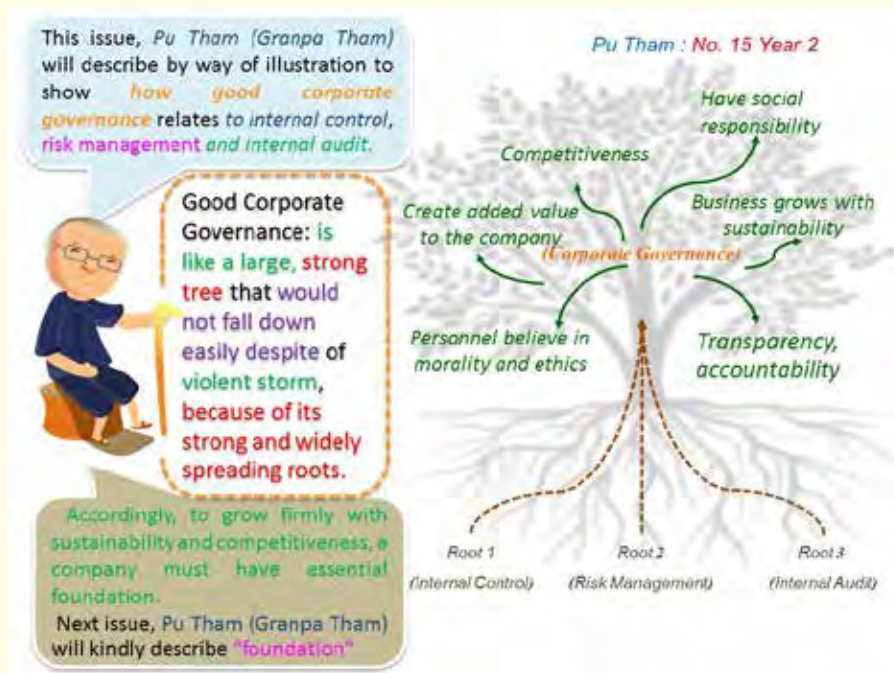 This issue, Pu Tham (Granpa Tham)
will describe by way of illustration to
show how good corporate
governance relates to internal control,
risk management and internal audit.
Good Corporate
Governance: is
like a large, strong
tree that would
not fall down
easily despite of
violent storm,
because of its
strong and widely
spreading roots.
Accordingly, to grow firmly with
sustainability and competitiveness, a
company must have essential
foundation.
Next issue, Pu Tham (Granpa Tham)
will kindly describe "foundation"
Pu Tham : No. 15 Year 2
Have social
responsibility
Competitiveness
Create added value
to the company
Business grows with
sustainability
(Corporate Governance)
Personnel believe in
morality and ethics
Transparency,
accountability
Root 1
(Internal Control)
Root 2
(Risk Management)
Root 3
(Internal Audit)